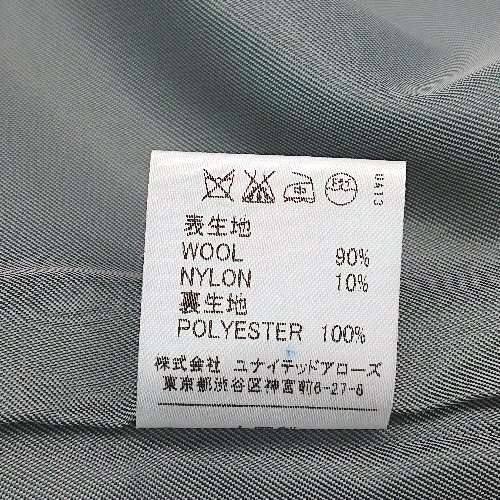 0413
表生地
WOOL 90%
NYLON 10%
裏生地
POLYESTER 100%
株式会社 ユナイテッドアローズ
東京都渋谷区神宮前6-27-8